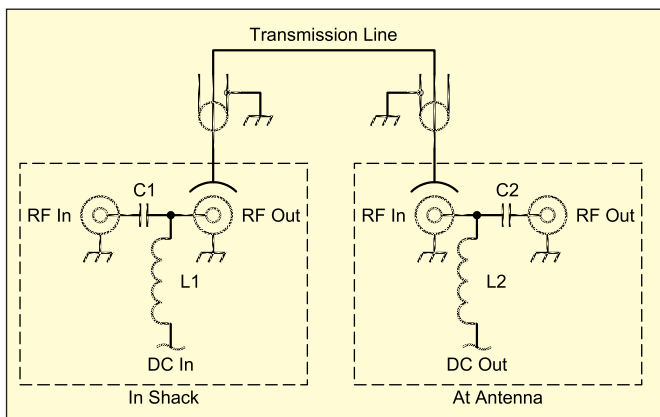 Transmission Line
C1
C2
RF In
RF Out
RF In
RF Out
L1
L2
DC In
DC Out
In Shack
At Antenna